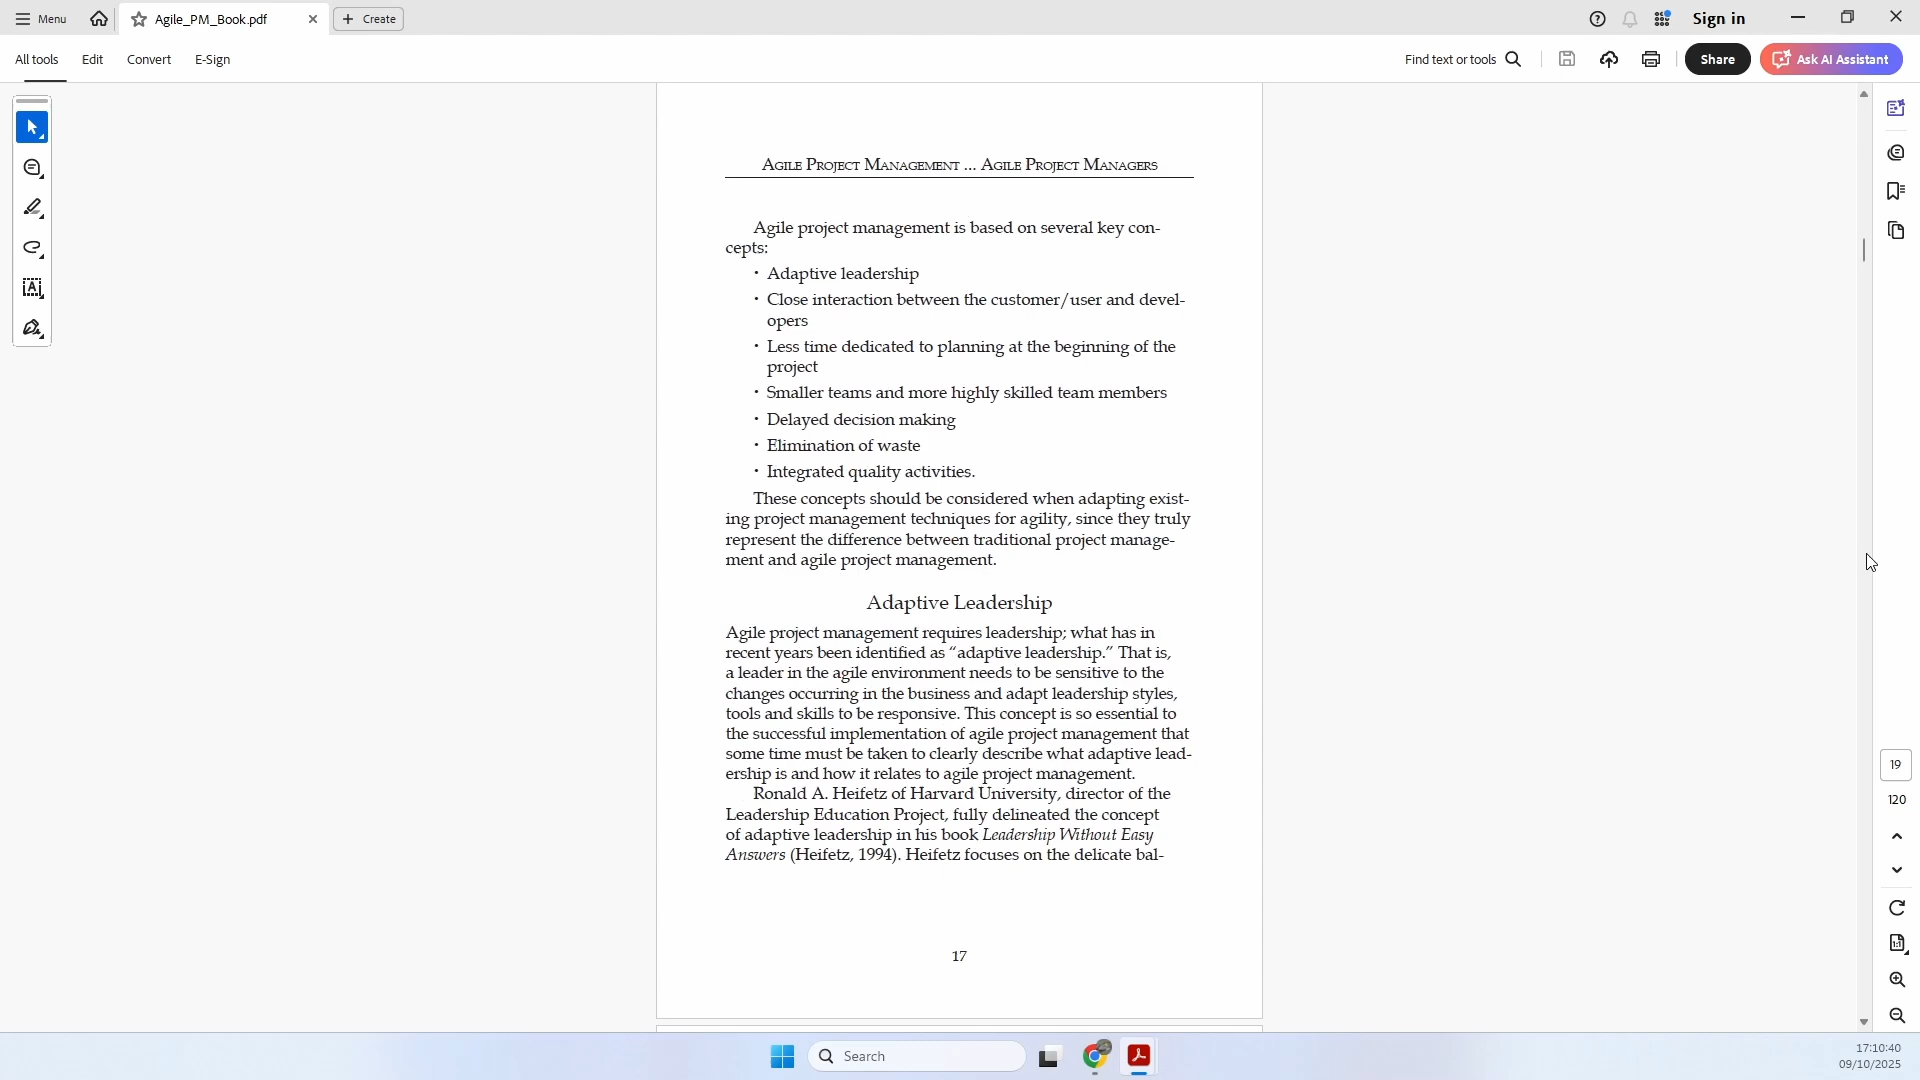 Menu
Agile_PM_Book.pdf
Create
Sign in
All tools
Edit
Convert
E-Sign
Find text or tools
Share
Ask AI Assistant
AGILE PROJECT MANAGEMENT ... AGILE PROJECT MANAGERS
Agile project management is based on several key con-
cepts:
· Adaptive leadership
· Close interaction between the customer/user and devel-
opers
· Less time dedicated to planning at the beginning of the
project
· Smaller teams and more highly skilled team members
· Delayed decision making
· Elimination of waste
· Integrated quality activities.
These concepts should be considered when adapting exist-
ing project management techniques for agility, since they truly
represent the difference between traditional project manage-
ment and agile project management.
Adaptive Leadership
Agile project management requires leadership; what has in
recent years been identified as “adaptive leadership.” That is,
a leader in the agile environment needs to be sensitive to the
changes occurring in the business and adapt leadership styles,
tools and skills to be responsive. This concept is so essential to
the successful implementation of agile project management that
some time must be taken to clearly describe what adaptive lead-
ership is and how it relates to agile project management.
Ronald A. Heifetz of Harvard University, director of the
Leadership Education Project, fully delineated the concept
of adaptive leadership in his book Leadership Without Easy
Answers (Heifetz, 1994). Heifetz focuses on the delicate bal-
17
19
120
Search
17:10:40
09/10/2025